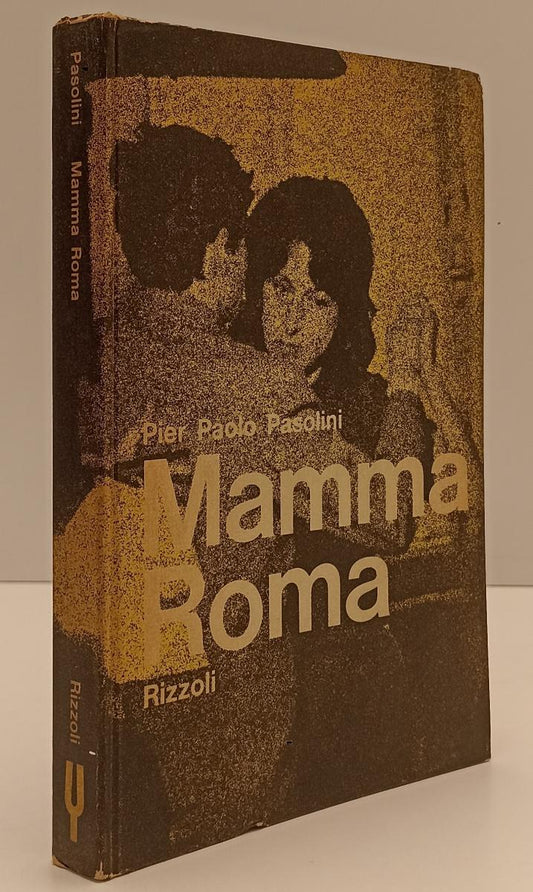 Pasolini Mamma Roma
Rizzoli
Pier Paolo Pasolini
Mamma
Roma
Rizzoli